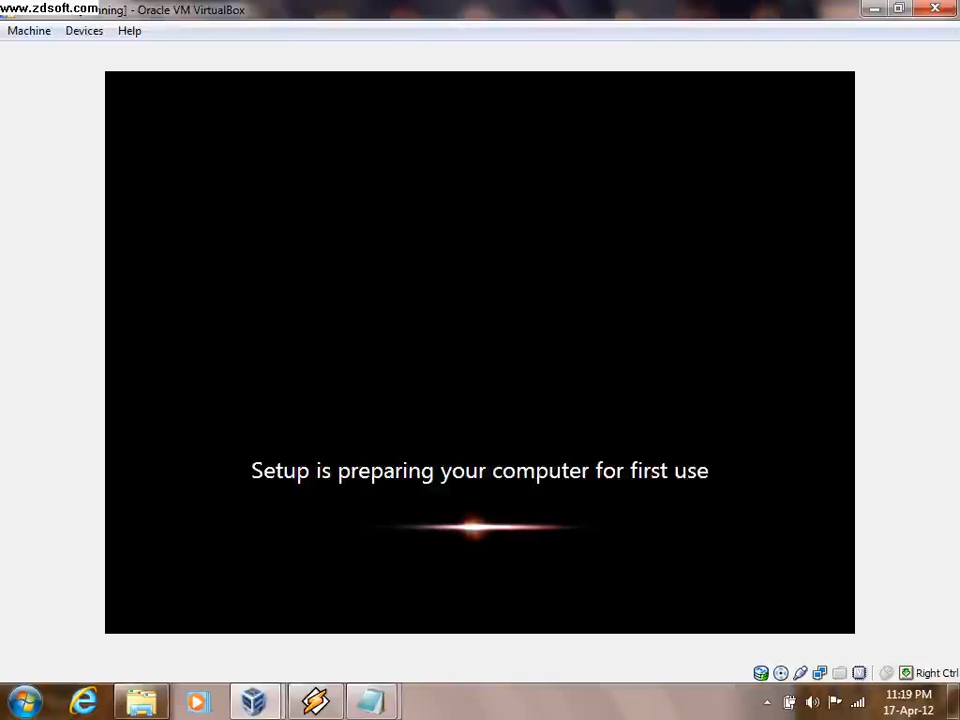 www.zdsoft.com
ning] - Oracle VM VirtualBox
Machine Devices Help
Setup is preparing your computer for first use
Right Ctrl
11:19 PM
17-Apr-12